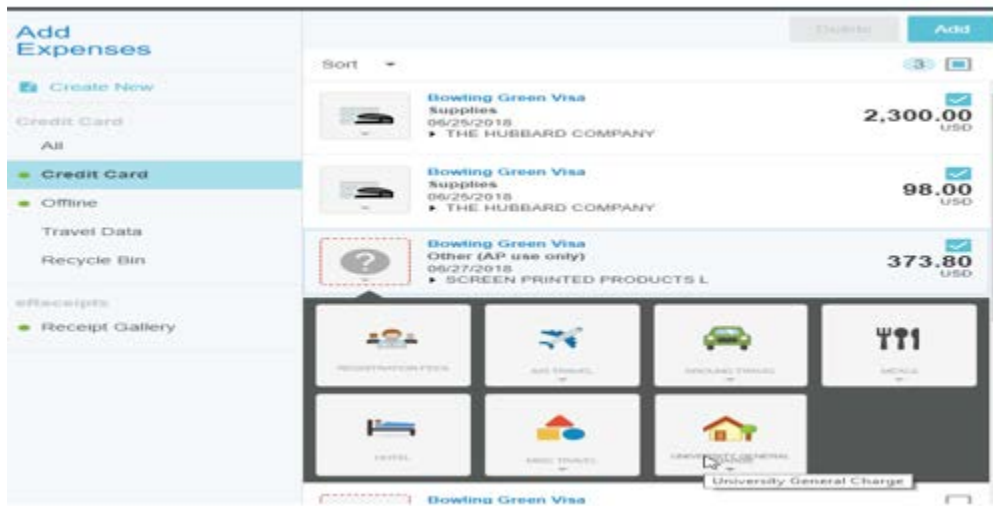 Add
Expenses
Delete
Add
Sort
3
Create New
Credit Card
All
Credit Card
Offline
Travel Data
Recycle Bin
eReceipts
Receipt Gallery
Bowling Green Visa
Supplies
06/25/2018
THE HUBBARD COMPANY
2,300.00
USD
Bowling Green Visa
Supplies
06/25/2018
THE HUBBARD COMPANY
98.00
USD
Bowling Green Visa
Other (AP use only)
06/27/2018
SCREEN PRINTED PRODUCTS L
373.80
USD
REGISTRATION FEES
AIR TRAVEL
GROUND TRAVEL
MEALS
HOTEL
MISC TRAVEL
UNIVERSITY GENERAL
University General Charge
Bowling Green Visa